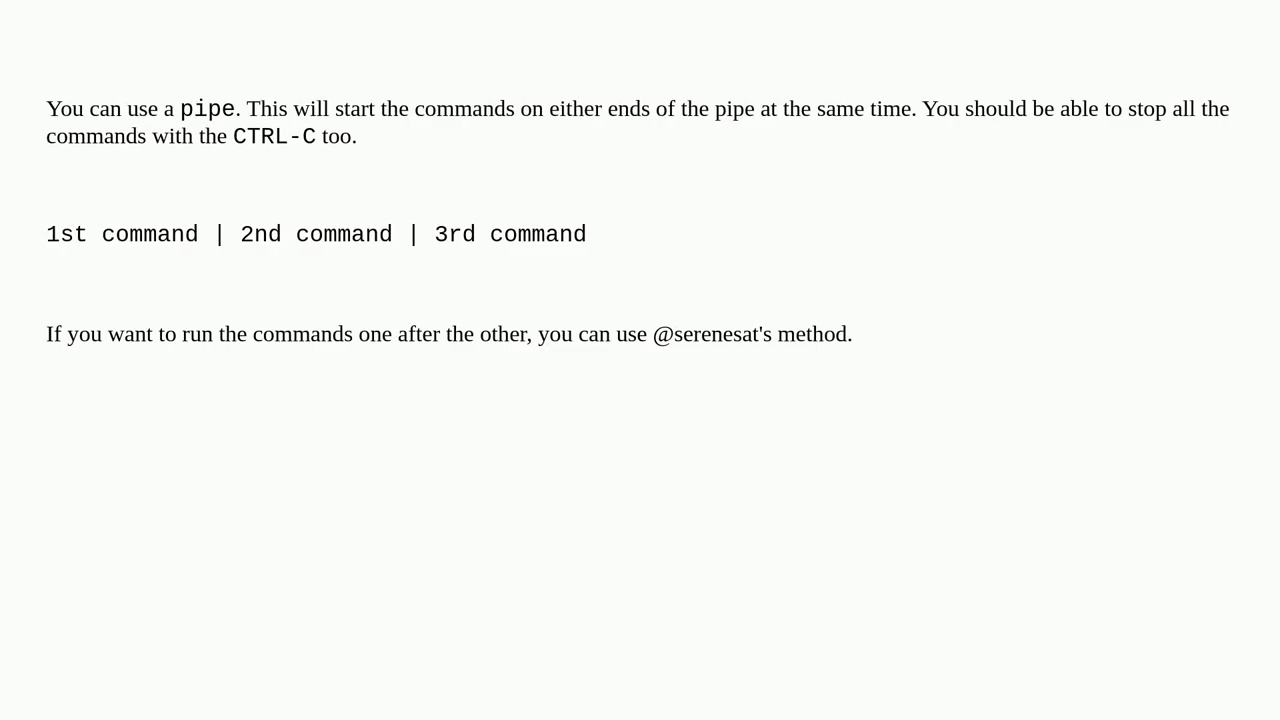 You can use a pipe. This will start the commands on either ends of the pipe at the same time. You should be able to stop all the
commands with the CTRL-C too.
1st command | 2nd command | 3rd command
If you want to run the commands one after the other, you can use @serenesat's method.